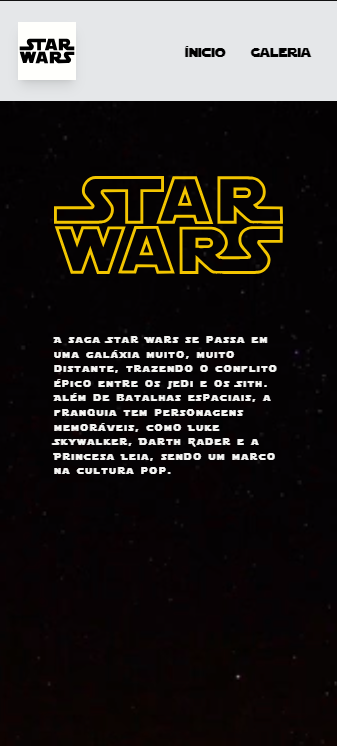 STAR
WARS
ÍNICIO GALERIA
STAR
WARS
A SAGA STAR WARS SE PASSA EM
UMA GALÁXIA MUITO, MUITO
DISTANTE, TRAZENDO O CONFLITO
ÉPICO ENTRE OS JEDI E OS SITH.
ALÉM DE BATALHAS ESPACIAIS, A
FRANQUIA TEM PERSONAGENS
MEMORÁVEIS, COMO LUKE
SKYWALKER, DARTH RADER E A
PRINCESA LEIA, SENDO UM MARCO
NA CULTURA POP.